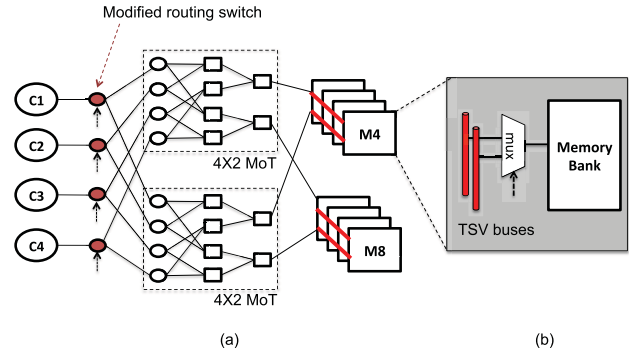 Modified routing switch
C1
C2
C3
C4
4X2 MoT
4X2 MoT
M4
M8
mux
Memory
Bank
TSV buses
(a)
(b)